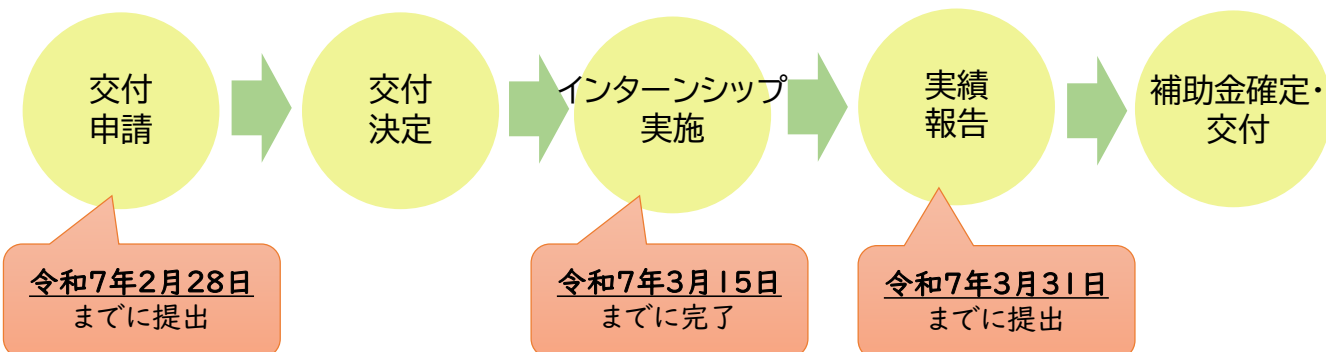 交付
申請
交付
決定
インターンシップ
実施
実績
報告
補助金確定・
交付
令和7年2月28日
までに提出
令和7年3月15日
までに完了
令和7年3月31日
までに提出